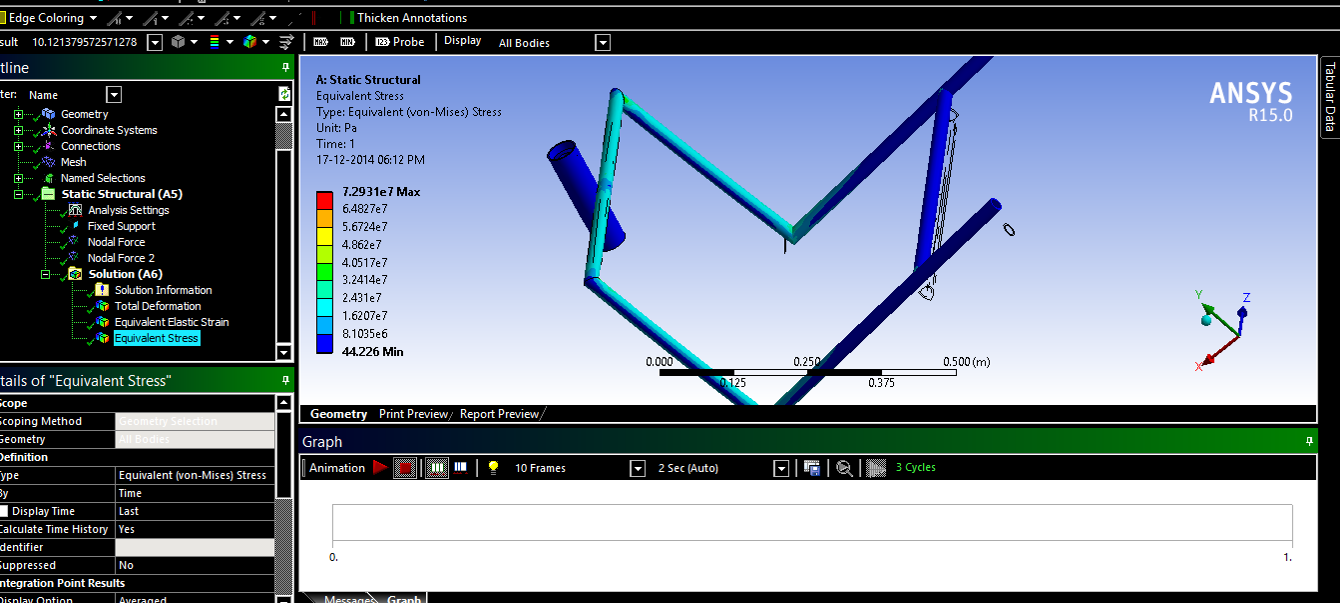 Edge Coloring
Thicken Annotations
sult 10.121379572571278
Probe
Display All Bodies
tline
ter: Name
Geometry
Coordinate Systems
Connections
Mesh
Named Selections
Static Structural (A5)
Analysis Settings
Fixed Support
Nodal Force
Nodal Force 2
Solution (A6)
Solution Information
Total Deformation
Equivalent Elastic Strain
Equivalent Stress
A: Static Structural
Equivalent Stress
Type: Equivalent (von-Mises) Stress
Unit: Pa
Time: 1
17-12-2014 06:12 PM
7.2931e7 Max
6.4827e7
5.6724e7
4.862e7
4.0517e7
3.2414e7
2.431e7
1.6207e7
8.1035e6
44.226 Min
ANSYS
R15.0
Tabular Data
Y
Z
X
0.000
0.250
0.500 (m)
0.125
0.375
Geometry Print Preview Report Preview
tails of "Equivalent Stress"
Scope
Scoping Method Geometry Selection
Geometry All Bodies
Definition
Type Equivalent (von-Mises) Stress
By Time
Display Time Last
Calculate Time History Yes
Identifier
Suppressed No
Integration Point Results
Display Option Averaged
Graph
Animation
10 Frames
2 Sec (Auto)
3 Cycles
0.
1.
Messages Graph